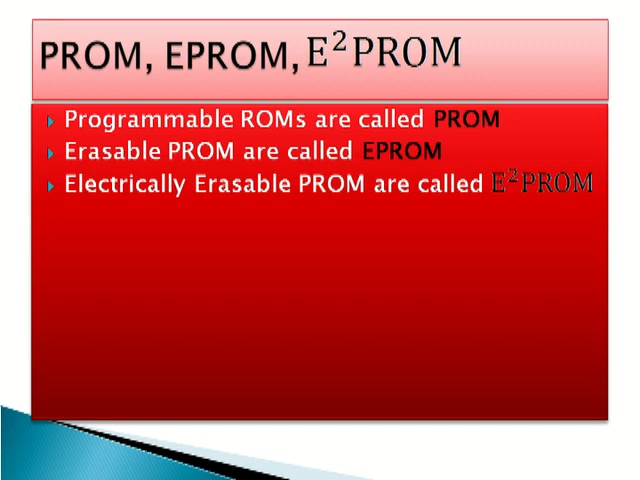 PROM, EPROM, E²PROM
Programmable ROMs are called PROM
Erasable PROM are called EPROM
Electrically Erasable PROM are called E²PROM